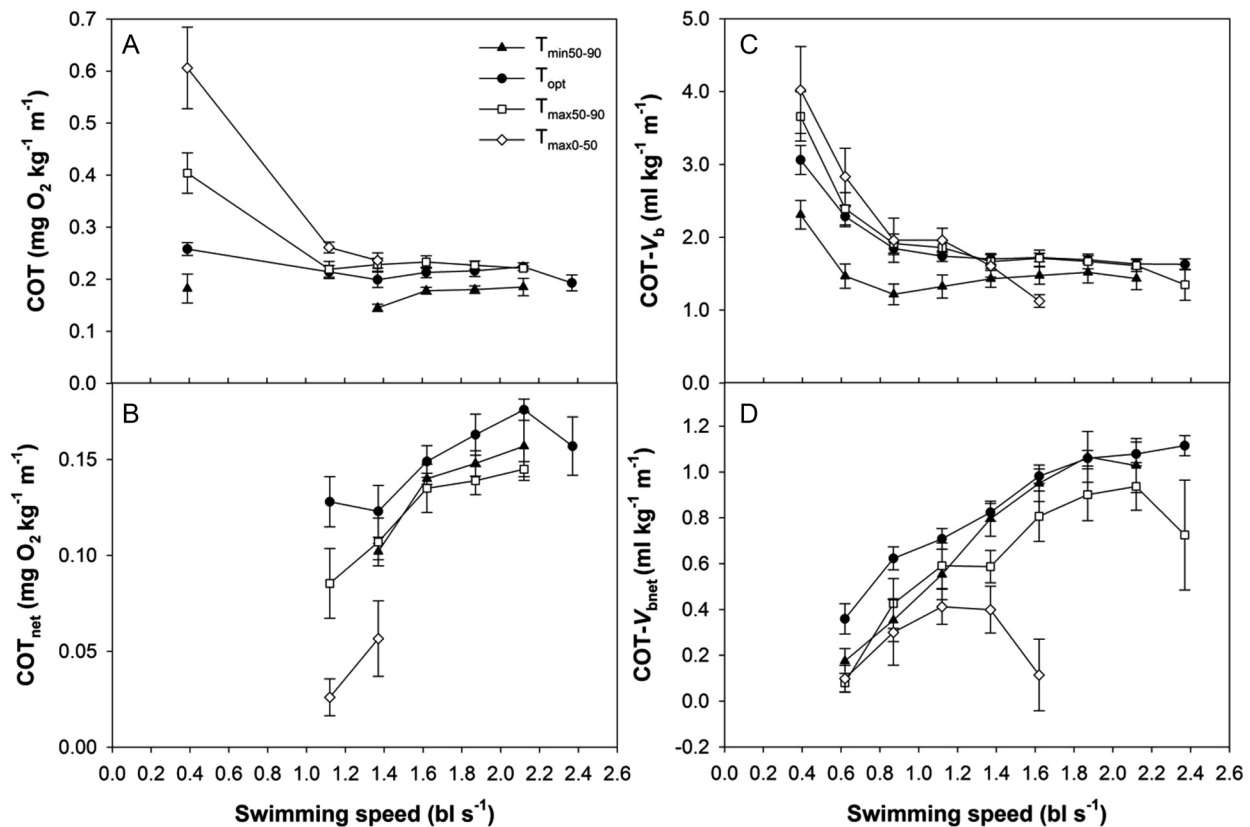 A
COT (mg O₂ kg⁻¹ m⁻¹)
0.7
0.6
0.5
0.4
0.3
0.2
0.1
0.0
Tmin50-90
Topt
Tmax50-90
Tmax0-50
C
COT-Vb (ml kg⁻¹ m⁻¹)
5.0
4.0
3.0
2.0
1.0
0.0
B
COTnet (mg O₂ kg⁻¹ m⁻¹)
0.15
0.10
0.05
0.00
0.0 0.2 0.4 0.6 0.8 1.0 1.2 1.4 1.6 1.8 2.0 2.2 2.4 2.6
Swimming speed (bl s⁻¹)
D
COT-Vbnet (ml kg⁻¹ m⁻¹)
1.2
1.0
0.8
0.6
0.4
0.2
0.0
-0.2
0.0 0.2 0.4 0.6 0.8 1.0 1.2 1.4 1.6 1.8 2.0 2.2 2.4 2.6
Swimming speed (bl s⁻¹)